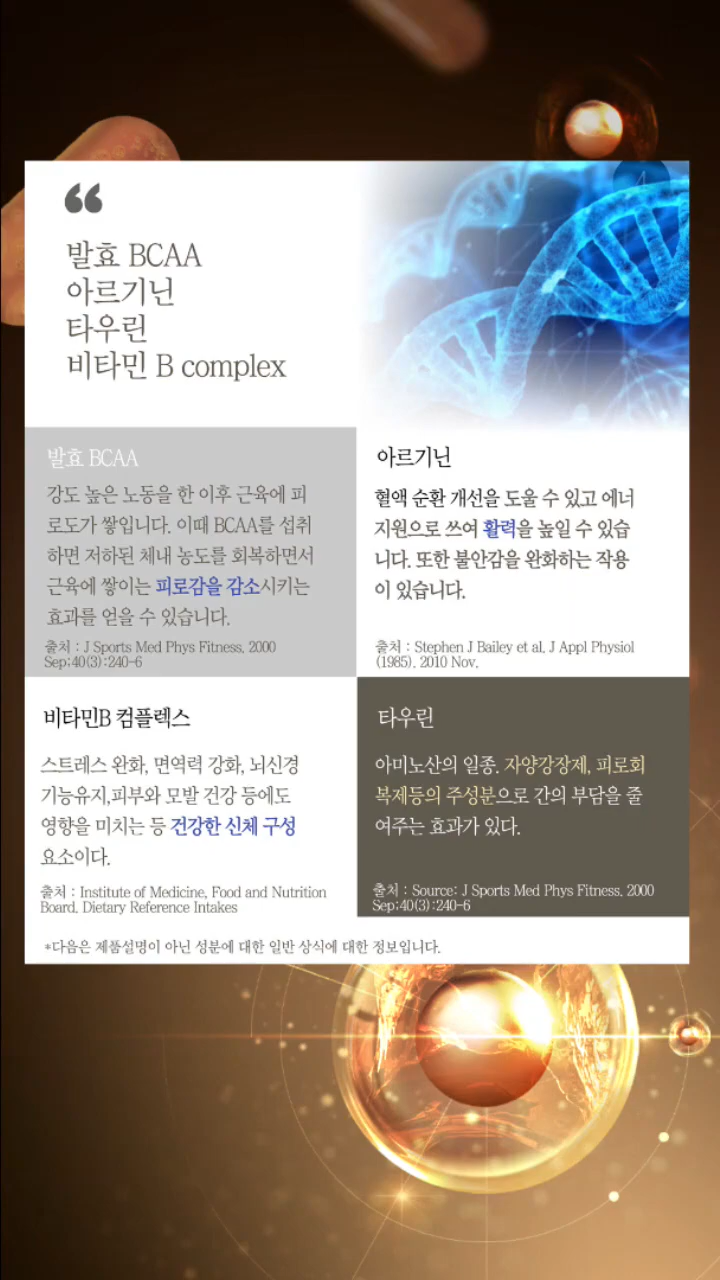 발효 BCAA
아르기닌
타우린
비타민 B complex
발효 BCAA
강도 높은 노동을 한 이후 근육에 피
로도가 쌓입니다. 이때 BCAA를 섭취
하면 저하된 체내 농도를 회복하면서
근육에 쌓이는 피로감을 감소시키는
효과를 얻을 수 있습니다.
출처 : J Sports Med Phys Fitness. 2000
Sep;40(3):240-6
아르기닌
혈액 순환 개선을 도울 수 있고 에너
지원으로 쓰여 활력을 높일 수 있습
니다. 또한 불안감을 완화하는 작용
이 있습니다.
출처 : Stephen J Bailey et al. J Appl Physiol
(1985). 2010 Nov.
비타민B 컴플렉스
스트레스 완화, 면역력 강화, 뇌신경
기능유지,피부와 모발 건강 등에도
영향을 미치는 등 건강한 신체 구성
요소이다.
출처 : Institute of Medicine, Food and Nutrition
Board. Dietary Reference Intakes
타우린
아미노산의 일종. 자양강장제, 피로회
복제등의 주성분으로 간의 부담을 줄
여주는 효과가 있다.
출처 : Source: J Sports Med Phys Fitness. 2000
Sep;40(3):240-6
*다음은 제품설명이 아닌 성분에 대한 일반 상식에 대한 정보입니다.